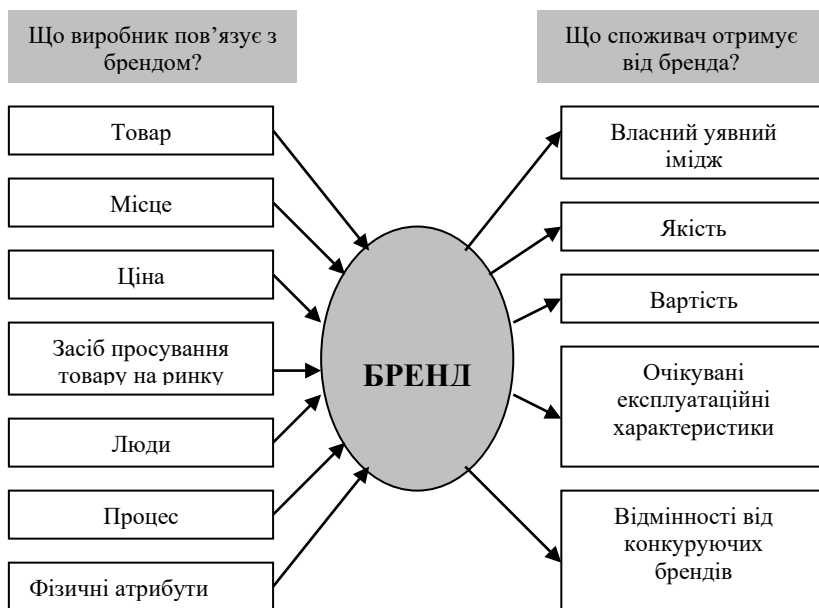 Що виробник пов’язує з
брендом?
Товар
Місце
Ціна
Засіб просування
товару на ринку
Люди
Процес
Фізичні атрибути
БРЕНД
Що споживач отримує
від бренда?
Власний уявний
імідж
Якість
Вартість
Очікувані
експлуатаційні
характеристики
Відмінності від
конкуруючих
брендів